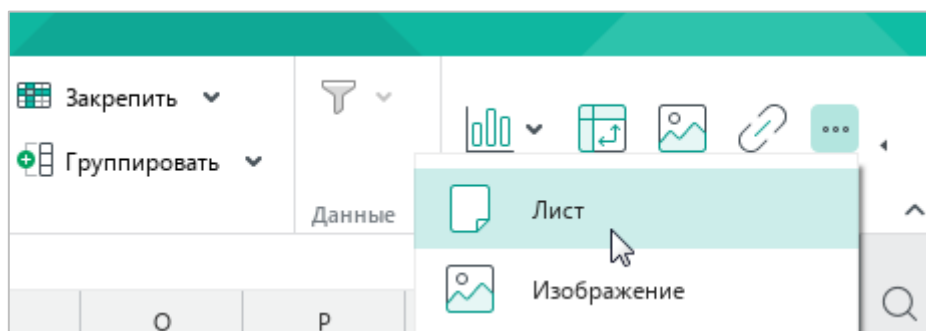 Закрепить
Группировать
Данные
Лист
Изображение
O
P